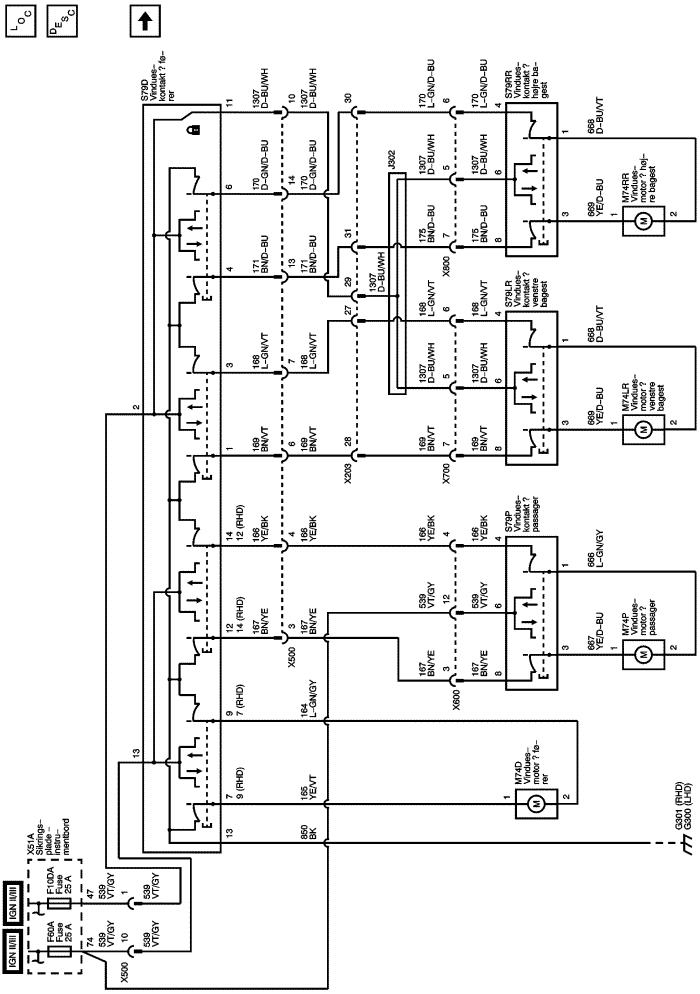 LOC
DESC
IGN II/III
IGN II/III
X51A
Sikrings–
plade –
instru–
mentbord
F60A
Fuse
25 A
F10DA
Fuse
25 A
74
539
VT/GY
47
539
VT/GY
X500
10
1
539
VT/GY
539
VT/GY
S79D
Vindues–
kontakt ? fø–
rer
13
2
13
7
9 (RHD)
9
7 (RHD)
12
14 (RHD)
14
12 (RHD)
1
3
4
6
11
850
BK
165
YE/VT
164
L–GN/GY
167
BN/YE
166
YE/BK
169
BN/VT
168
L–GN/VT
171
BN/D–BU
170
D–GN/D–BU
1307
D–BU/WH
X500
3
4
6
7
13
14
10
167
BN/YE
539
VT/GY
166
YE/BK
169
BN/VT
168
L–GN/VT
171
BN/D–BU
170
D–GN/D–BU
1307
D–BU/WH
X203
28
27
29
31
30
1307
D–BU/WH
J302
167
BN/YE
539
VT/GY
166
YE/BK
169
BN/VT
1307
D–BU/WH
168
L–GN/VT
175
BN/D–BU
1307
D–BU/WH
170
L–GN/D–BU
X600
3
12
4
X700
7
5
6
X800
7
5
6
167
BN/YE
539
VT/GY
166
YE/BK
169
BN/VT
1307
D–BU/WH
168
L–GN/VT
175
BN/D–BU
1307
D–BU/WH
170
L–GN/D–BU
8
6
4
8
6
4
8
6
4
S79P
Vindues–
kontakt ?
passager
S79LR
Vindues–
kontakt ?
venstre
bagest
S79RR
Vindues–
kontakt ?
højre ba–
gest
3
1
3
1
3
1
667
YE/D–BU
666
L–GN/GY
669
YE/D–BU
668
D–BU/VT
669
YE/D–BU
668
D–BU/VT
M74D
Vindues–
motor ? fø–
rer
1
M
2
M74P
Vindues–
motor ?
passager
1
M
2
M74LR
Vindues–
motor ?
venstre
bagest
1
M
2
M74RR
Vindues–
motor ? høj–
re bagest
1
M
2
G301 (RHD)
G300 (LHD)